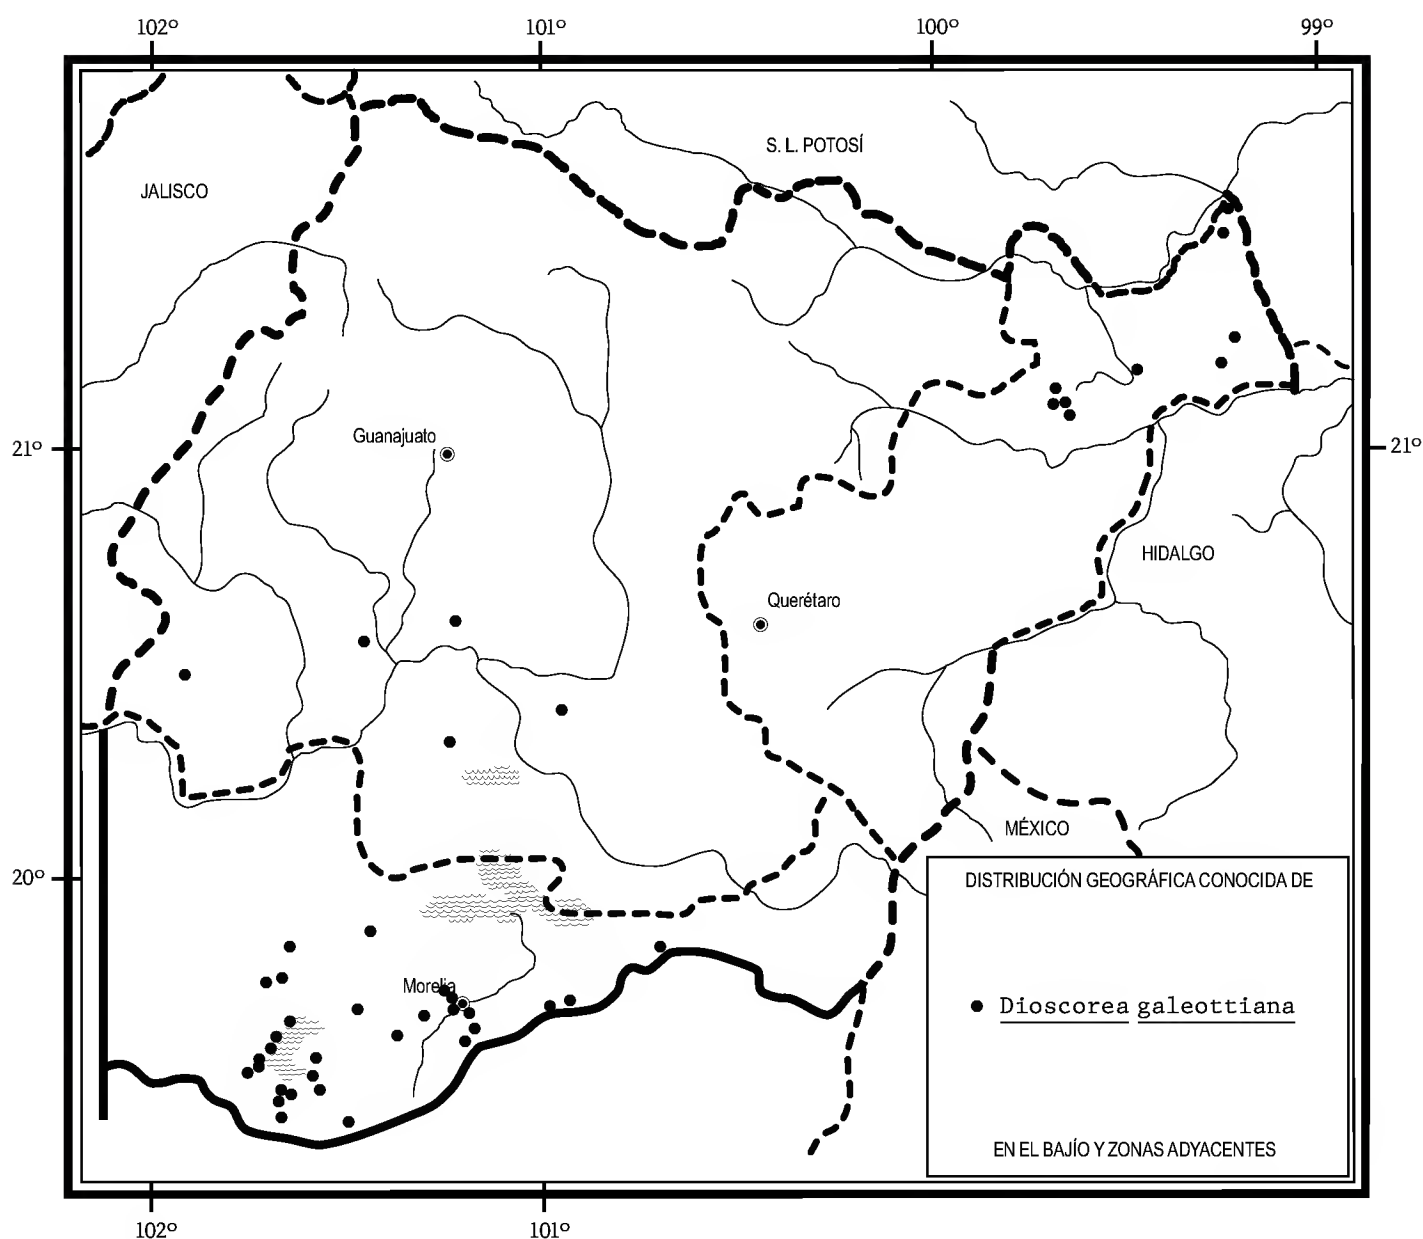 102º 101º 100º 99º
S. L. POTOSÍ
JALISCO
Guanajuato
21º 21º
HIDALGO
Querétaro
MÉXICO
20º
DISTRIBUCIÓN GEOGRÁFICA CONOCIDA DE
Morelia
Dioscorea galeottiana
EN EL BAJÍO Y ZONAS ADYACENTES
102º 101º